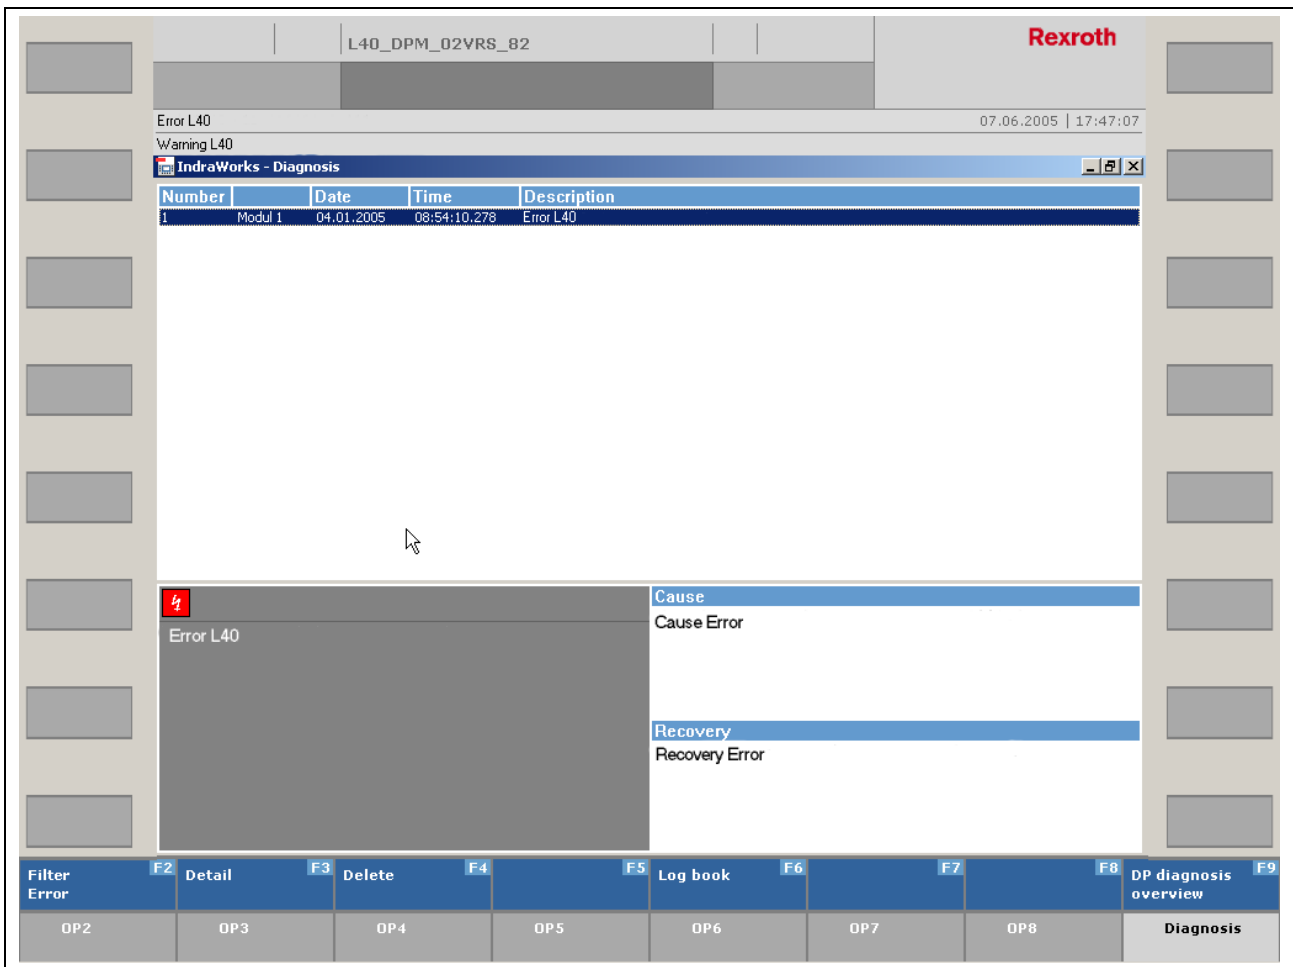 L40_DPM_02VRS_82
Rexroth
Error L40
07.06.2005 | 17:47:07
Warning L40
IndraWorks - Diagnosis
Number Date Time Description
1 Modul 1 04.01.2005 08:54:10.278 Error L40
Error L40
Cause
Cause Error
Recovery
Recovery Error
Filter Error F2
Detail F3
Delete F4
F5
Log book F6
F7
F8
DP diagnosis overview F9
OP2 OP3 OP4 OP5 OP6 OP7 OP8 Diagnosis